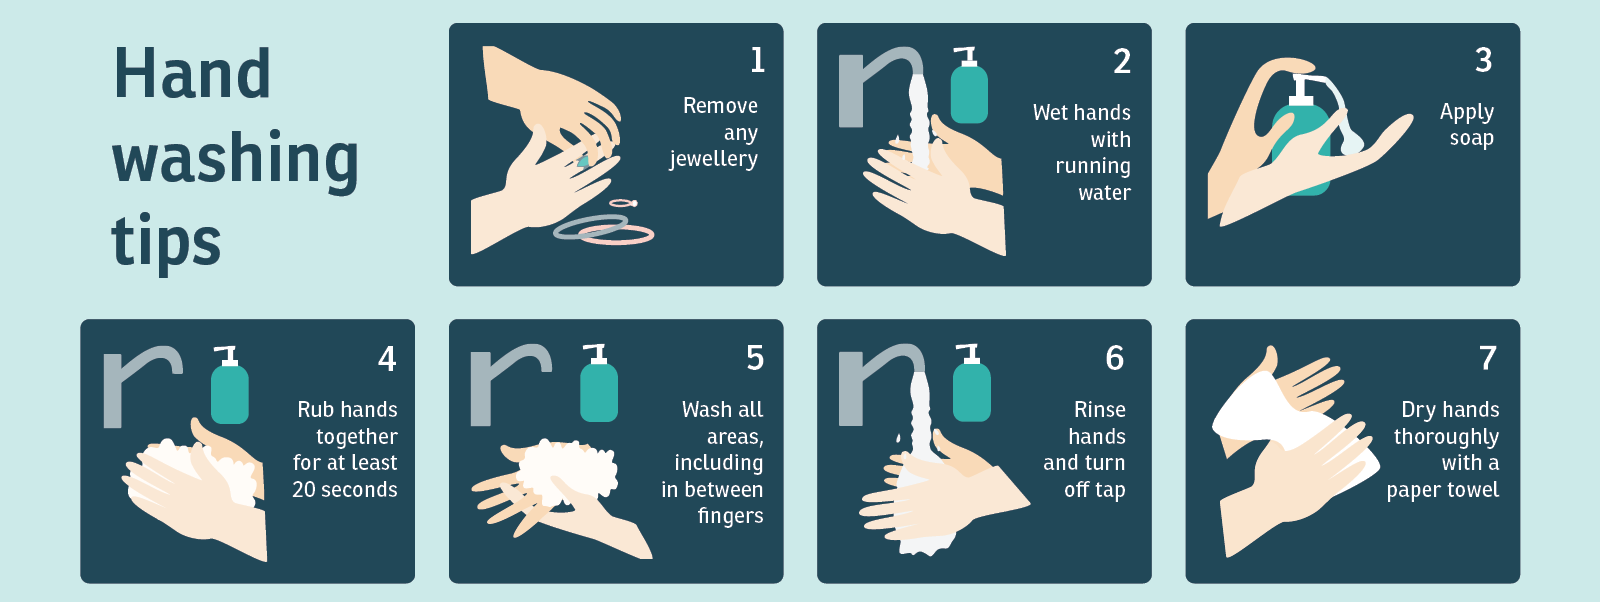 Hand
washing
tips
1
Remove
any
jewellery
2
Wet hands
with
running
water
3
Apply
soap
4
Rub hands
together
for at least
20 seconds
5
Wash all
areas,
including
in between
fingers
6
Rinse
hands
and turn
off tap
7
Dry hands
thoroughly
with a
paper towel